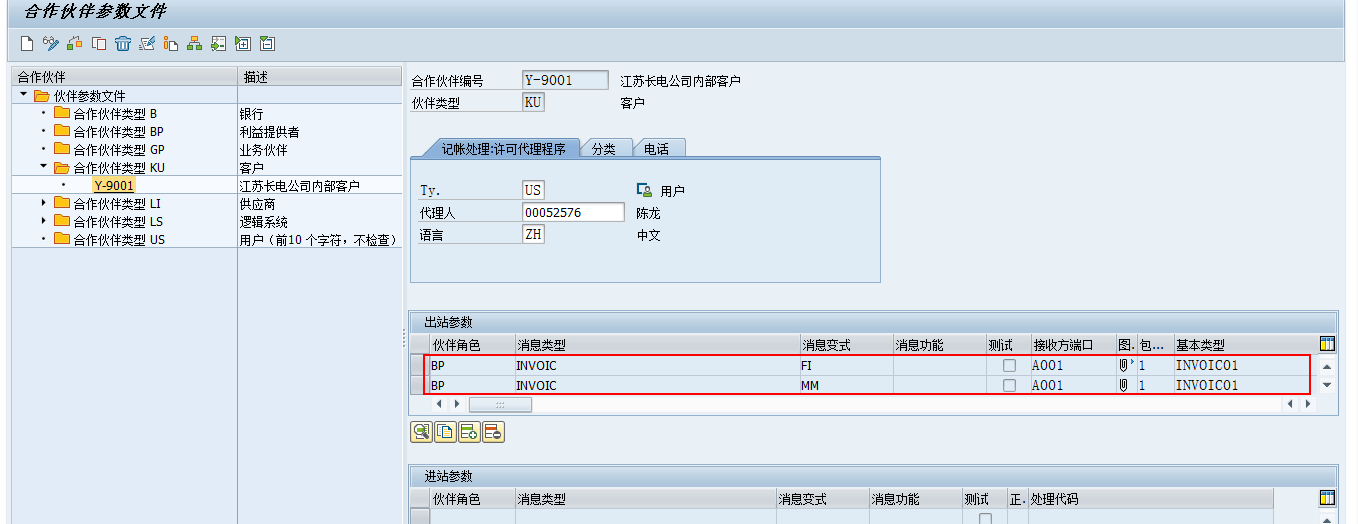 合作伙伴参数文件
合作伙伴 描述
伙伴参数文件
合作伙伴类型 B 银行
合作伙伴类型 BP 利益提供者
合作伙伴类型 GP 业务伙伴
合作伙伴类型 KU 客户
Y-9001 江苏长电公司内部客户
合作伙伴类型 LI 供应商
合作伙伴类型 LS 逻辑系统
合作伙伴类型 US 用户（前10 个字符，不检查）
合作伙伴编号 Y-9001 江苏长电公司内部客户
伙伴类型 KU 客户
记帐处理:许可代理程序 分类 电话
Ty. US 用户
代理人 00052576 陈龙
语言 ZH 中文
出站参数
伙伴角色 消息类型 消息变式 消息功能 测试 接收方端口 图. 包... 基本类型
BP INVOIC FI A001 1 INVOIC01
BP INVOIC MM A001 1 INVOIC01
进站参数
伙伴角色 消息类型 消息变式 消息功能 测试 正. 处理代码